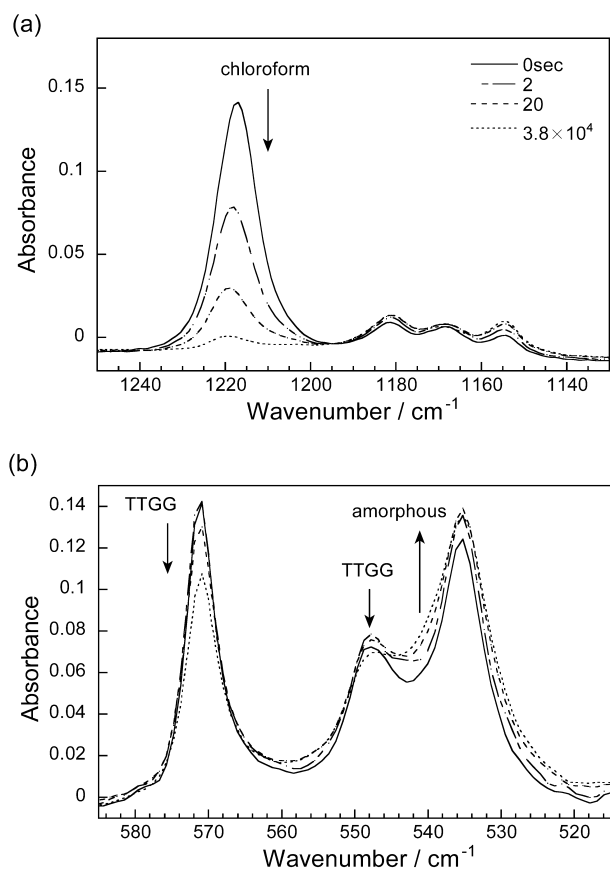 (a)
0.15
0.1
0.05
0
Absorbance
chloroform
0sec
2
20
3.8×10⁴
1240 1220 1200 1180 1160 1140
Wavenumber / cm⁻¹
(b)
0.14
0.12
0.1
0.08
0.06
0.04
0.02
0
Absorbance
TTGG
amorphous
TTGG
580 570 560 550 540 530 520
Wavenumber / cm⁻¹